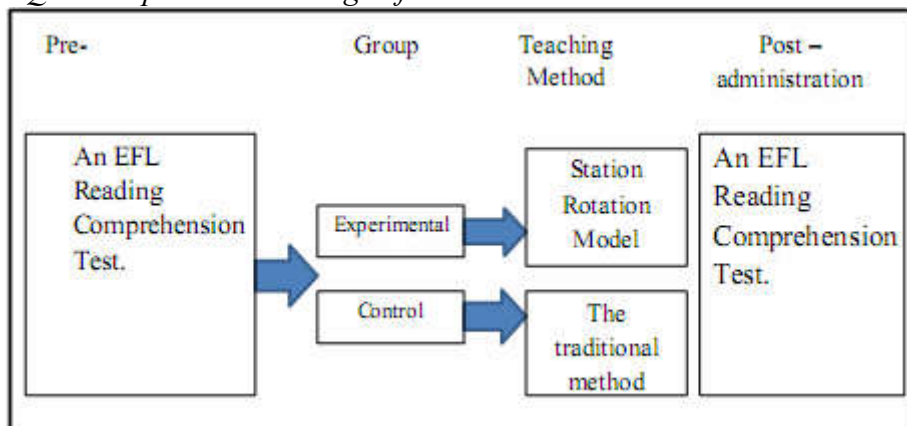 Pre-
Group
Teaching
Method
Post –
administration
An EFL
Reading
Comprehension
Test.
Experimental
Control
Station
Rotation
Model
The
traditional
method
An EFL
Reading
Comprehension
Test.